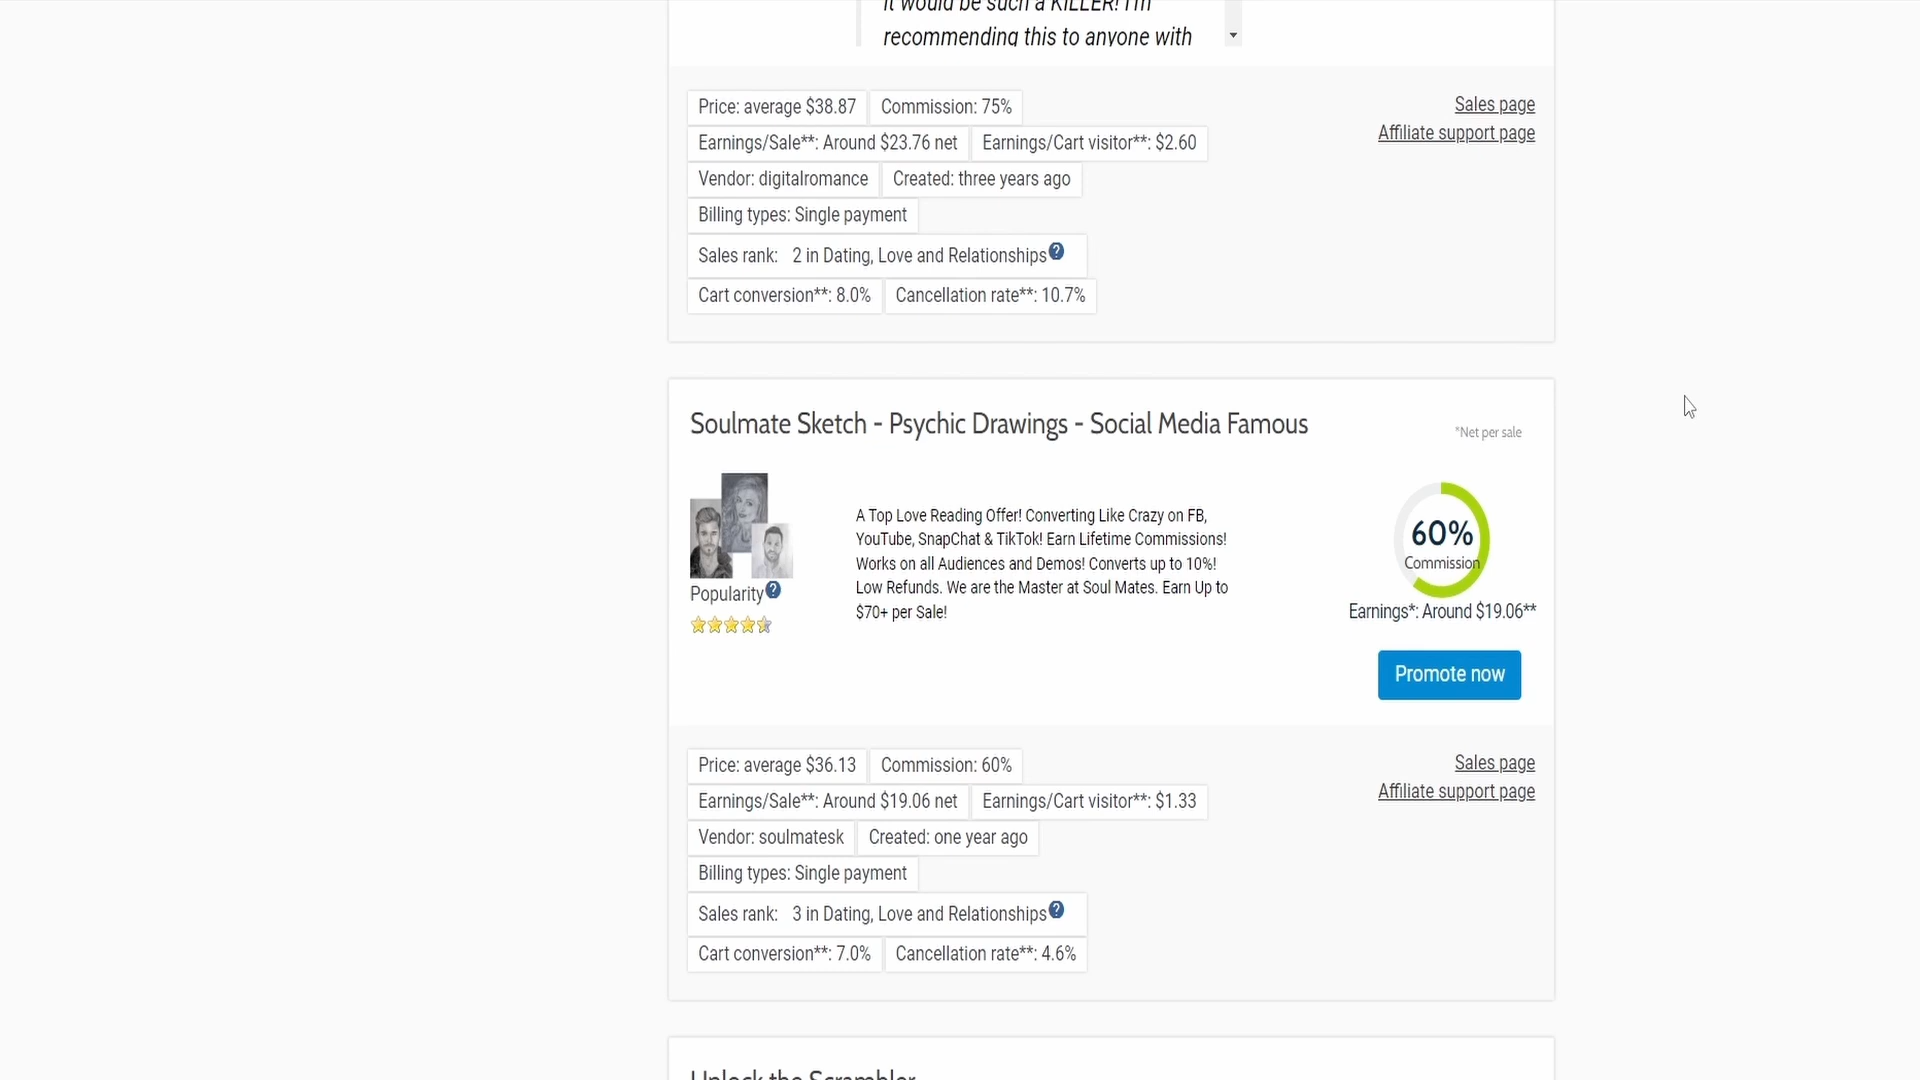 it would be such a KILLER! I'm
recommending this to anyone with
Price: average $38.87 Commission: 75%
Sales page
Affiliate support page
Earnings/Sale**: Around $23.76 net Earnings/Cart visitor**: $2.60
Vendor: digitalromance Created: three years ago
Billing types: Single payment
Sales rank: 2 in Dating, Love and Relationships ?
Cart conversion**: 8.0% Cancellation rate**: 10.7%
Soulmate Sketch - Psychic Drawings - Social Media Famous
*Net per sale
Popularity ?
A Top Love Reading Offer! Converting Like Crazy on FB,
YouTube, SnapChat & TikTok! Earn Lifetime Commissions!
Works on all Audiences and Demos! Converts up to 10%!
Low Refunds. We are the Master at Soul Mates. Earn Up to
$70+ per Sale!
60%
Commission
Earnings*: Around $19.06**
Promote now
Price: average $36.13 Commission: 60%
Sales page
Affiliate support page
Earnings/Sale**: Around $19.06 net Earnings/Cart visitor**: $1.33
Vendor: soulmatesk Created: one year ago
Billing types: Single payment
Sales rank: 3 in Dating, Love and Relationships ?
Cart conversion**: 7.0% Cancellation rate**: 4.6%
Unlock the Scrambler